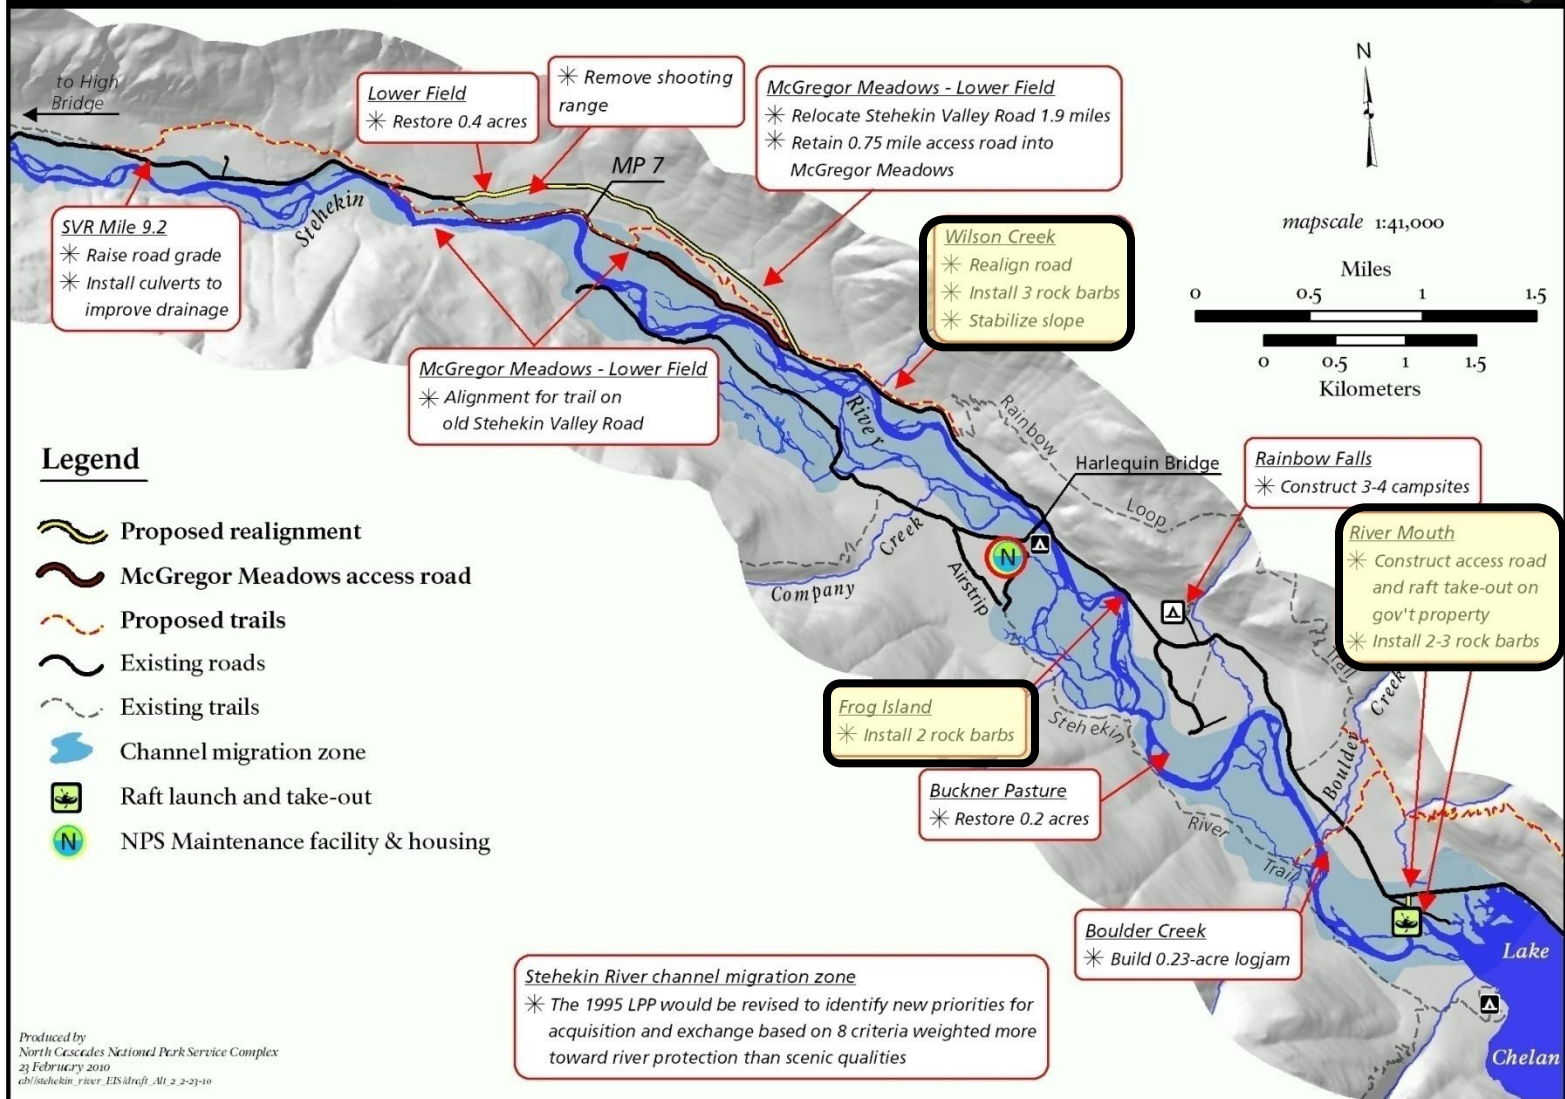 to High
Bridge
Lower Field
✳ Restore 0.4 acres
✳ Remove shooting
range
McGregor Meadows - Lower Field
✳ Relocate Stehekin Valley Road 1.9 miles
✳ Retain 0.75 mile access road into
McGregor Meadows
N
MP 7
mapscale 1:41,000
Miles
0 0.5 1 1.5
0 0.5 1 1.5
Kilometers
SVR Mile 9.2
✳ Raise road grade
✳ Install culverts to
improve drainage
Stehekin
Wilson Creek
✳ Realign road
✳ Install 3 rock barbs
✳ Stabilize slope
McGregor Meadows - Lower Field
✳ Alignment for trail on
old Stehekin Valley Road
River
Rainbow
Loop
Trail
Harlequin Bridge
Rainbow Falls
✳ Construct 3-4 campsites
River Mouth
✳ Construct access road
and raft take-out on
gov't property
✳ Install 2-3 rock barbs
Legend
Proposed realignment
McGregor Meadows access road
Proposed trails
Existing roads
Existing trails
Channel migration zone
Raft launch and take-out
N NPS Maintenance facility & housing
Company
Creek
Airstrip
N
Frog Island
✳ Install 2 rock barbs
Stehekin
River
Trail
Boulder
Creek
Buckner Pasture
✳ Restore 0.2 acres
Boulder Creek
✳ Build 0.23-acre logjam
Lake
Chelan
Stehekin River channel migration zone
✳ The 1995 LPP would be revised to identify new priorities for
acquisition and exchange based on 8 criteria weighted more
toward river protection than scenic qualities
Produced by
North Cascades National Park Service Complex
23 February 2010
ab//stehekin_river_EIS/draft_Alt_2_2-23-10